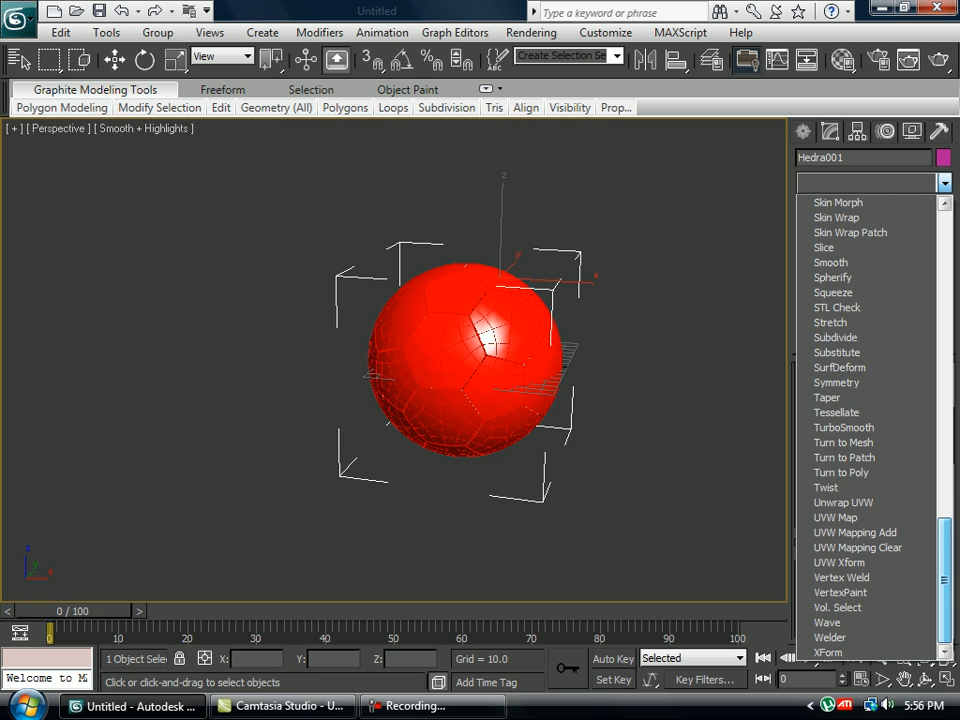 Untitled
Type a keyword or phrase
Edit Tools Group Views Create Modifiers Animation Graph Editors Rendering Customize MAXScript Help
View
Create Selection Se
Graphite Modeling Tools Freeform Selection Object Paint
Polygon Modeling Modify Selection Edit Geometry (All) Polygons Loops Subdivision Tris Align Visibility Prop...
[ + ] [ Perspective ] [ Smooth + Highlights ]
Hedra001
Skin Morph
Skin Wrap
Skin Wrap Patch
Slice
Smooth
Spherify
Squeeze
STL Check
Stretch
Subdivide
Substitute
SurfDeform
Symmetry
Taper
Tessellate
TurboSmooth
Turn to Mesh
Turn to Patch
Turn to Poly
Twist
Unwrap UVW
UVW Map
UVW Mapping Add
UVW Mapping Clear
UVW Xform
Vertex Weld
VertexPaint
Vol. Select
Wave
Welder
XForm
z
y
x
z
y
x
< 0 / 100 >
0 10 20 30 40 50 60 70 80 90 100
1 Object Sele
X: Y: Z:
Grid = 10.0
Auto Key Selected
Welcome to M
Click or click-and-drag to select objects
Add Time Tag
Set Key Key Filters... 0
Untitled - Autodesk ...
Camtasia Studio - U...
Recording...
5:56 PM